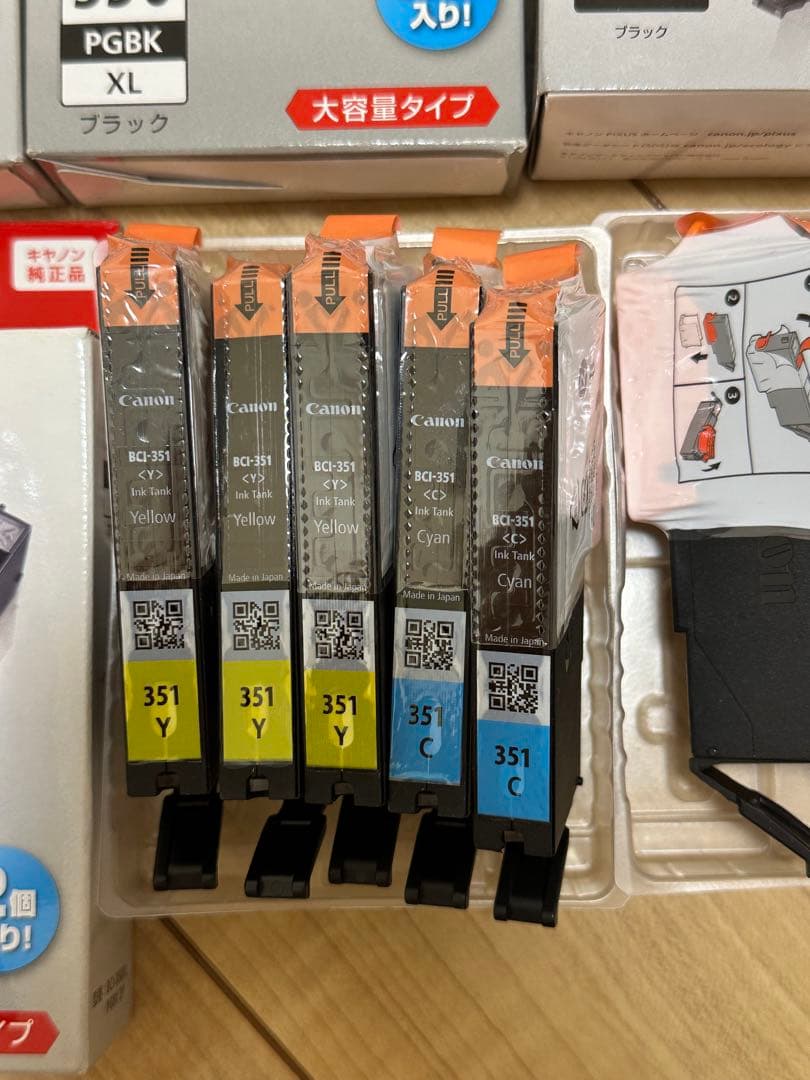 PGBK
XL
ブラック
入り!
大容量タイプ
ブラック
キヤノン
純正品
PULL
Canon
BCI-351
<Y>
Ink Tank
Yellow
Made in Japan
351
Y
PULL
Canon
BCI-351
<Y>
Ink Tank
Yellow
Made in Japan
351
Y
PULL
Canon
BCI-351
<Y>
Ink Tank
Yellow
Made in Japan
351
Y
PULL
Canon
BCI-351
<C>
Ink Tank
Cyan
Made in Japan
351
C
PULL
Canon
BCI-351
<C>
Ink Tank
Cyan
Made in Japan
351
C
2
3
2個
り!
プ